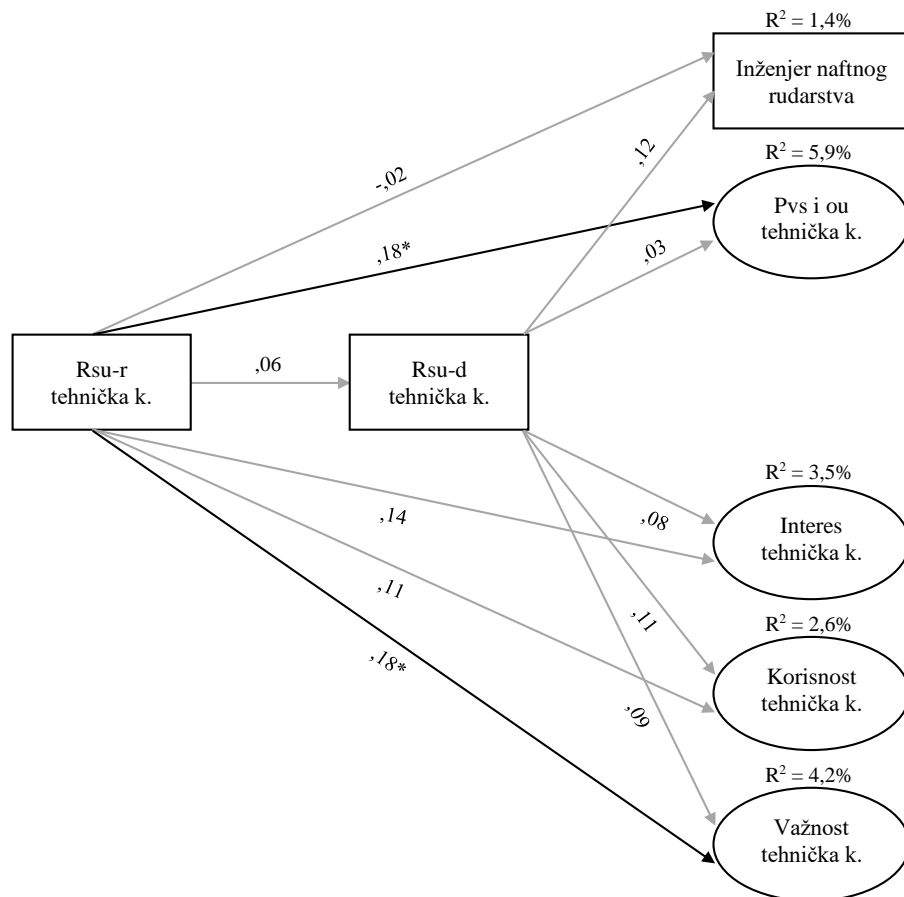 R² = 1,4%
Inženjer naftnog
rudarstva
,12
-,02
R² = 5,9%
Pvs i ou
tehnička k.
,18*
,03
Rsu-r
tehnička k.
,06
Rsu-d
tehnička k.
R² = 3,5%
Interes
tehnička k.
,14
,08
,11
,11
R² = 2,6%
Korisnost
tehnička k.
,18*
,09
R² = 4,2%
Važnost
tehnička k.